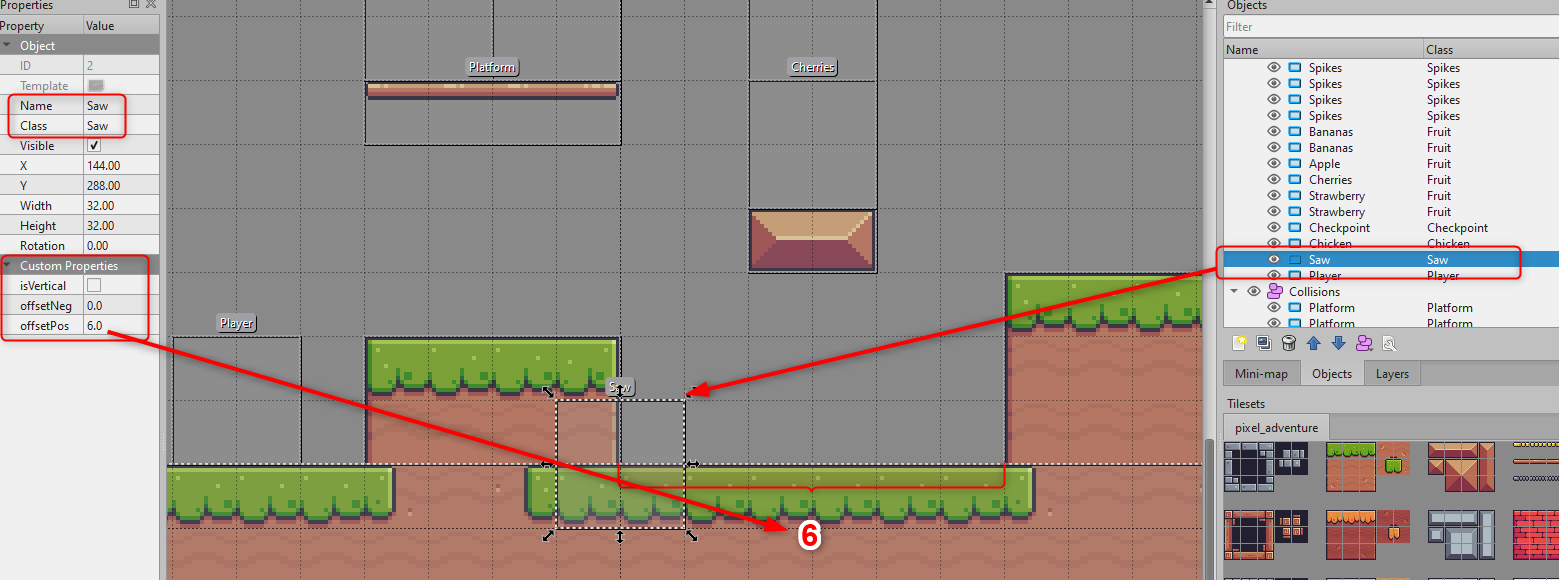 Properties
Property Value
Object
ID 2
Template
Name Saw
Class Saw
Visible
X 144.00
Y 288.00
Width 32.00
Height 32.00
Rotation 0.00
Custom Properties
isVertical
offsetNeg 0.0
offsetPos 6.0
Platform
Cherries
Player
Saw
6
Objects
Filter
Name Class
Spikes Spikes
Spikes Spikes
Spikes Spikes
Spikes Spikes
Bananas Fruit
Bananas Fruit
Apple Fruit
Cherries Fruit
Strawberry Fruit
Strawberry Fruit
Checkpoint Checkpoint
Chicken Chicken
Saw Saw
Player Player
Collisions
Platform Platform
Platform Platform
Mini-map Objects Layers
Tilesets
pixel_adventure